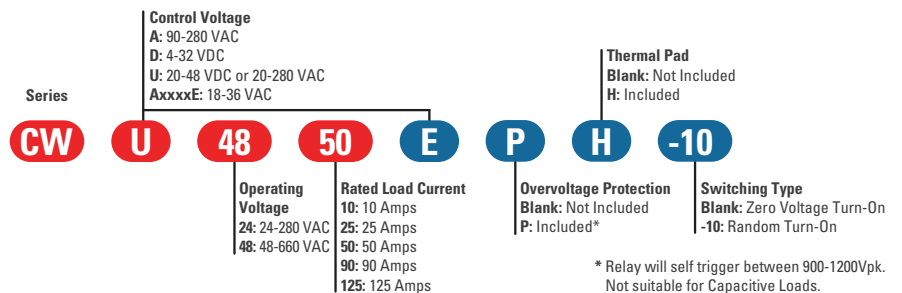 Control Voltage
A: 90-280 VAC
D: 4-32 VDC
U: 20-48 VDC or 20-280 VAC
AxxxxE: 18-36 VAC
Thermal Pad
Blank: Not Included
H: Included
Series
CW U 48 50 E P H -10
Operating
Voltage
24: 24-280 VAC
48: 48-660 VAC
Rated Load Current
10: 10 Amps
25: 25 Amps
50: 50 Amps
90: 90 Amps
125: 125 Amps
Overvoltage Protection
Blank: Not Included
P: Included*
Switching Type
Blank: Zero Voltage Turn-On
-10: Random Turn-On
* Relay will self trigger between 900-1200Vpk.
Not suitable for Capacitive Loads.